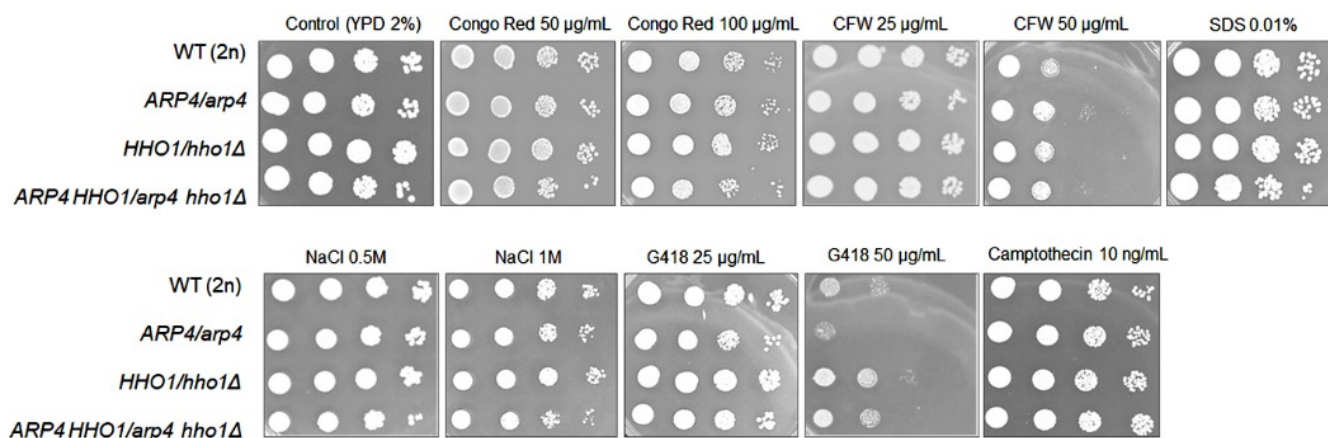 Control (YPD 2%) Congo Red 50 µg/mL Congo Red 100 µg/mL CFW 25 µg/mL CFW 50 µg/mL SDS 0.01%
WT (2n)
ARP4/arp4
HHO1/hho1Δ
ARP4 HHO1/arp4 hho1Δ
NaCl 0.5M NaCl 1M G418 25 µg/mL G418 50 µg/mL Camptothecin 10 ng/mL
WT (2n)
ARP4/arp4
HHO1/hho1Δ
ARP4 HHO1/arp4 hho1Δ